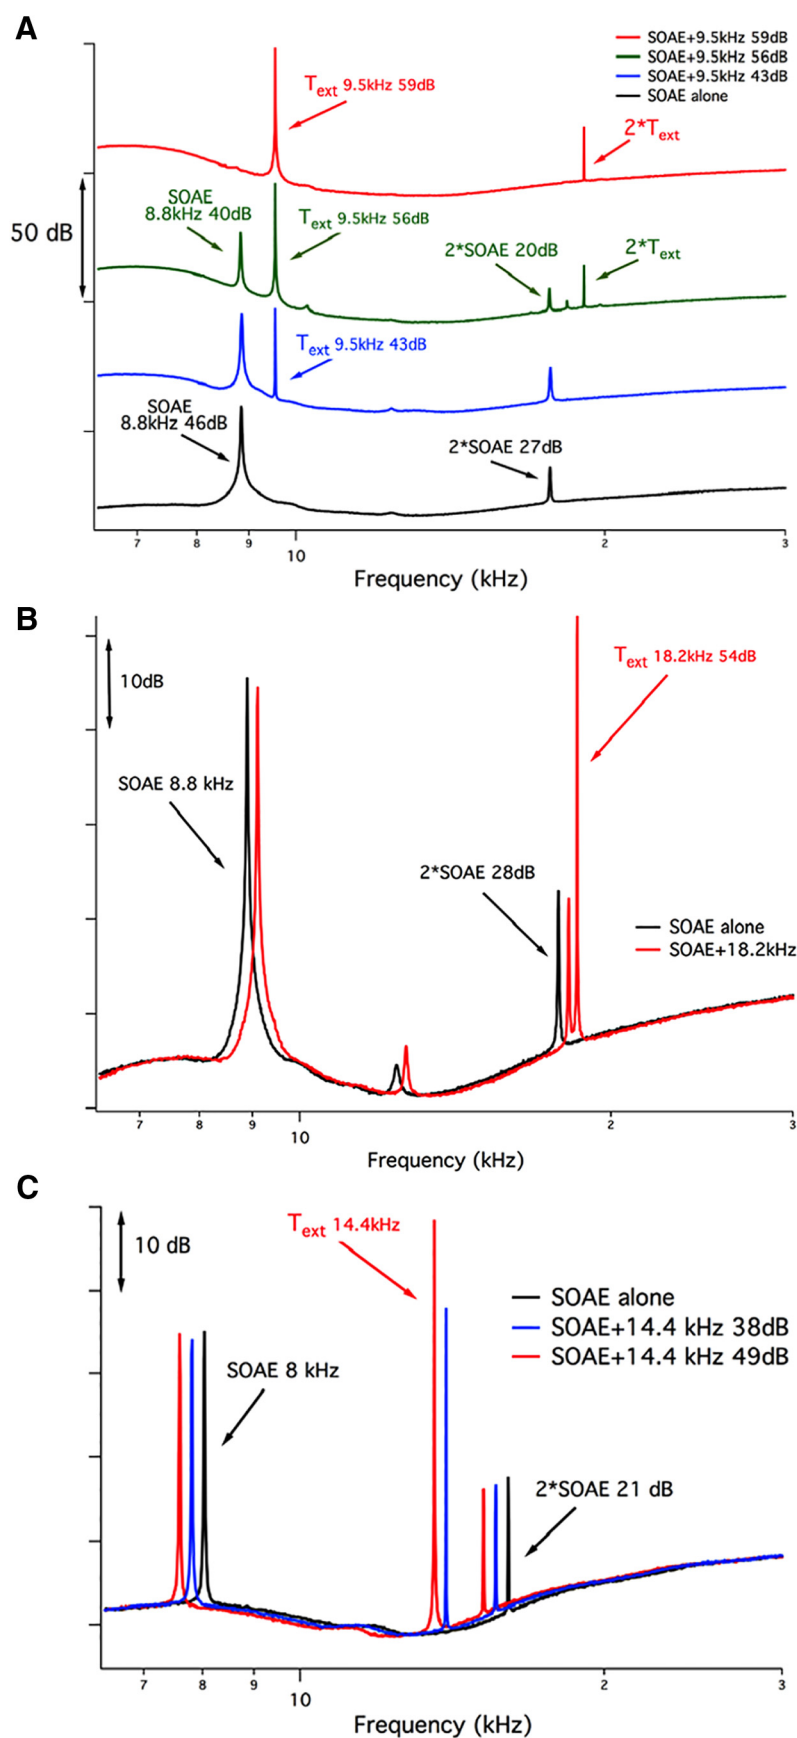 A
SOAE+9.5kHz 59dB
SOAE+9.5kHz 56dB
SOAE+9.5kHz 43dB
SOAE alone
Text 9.5kHz 59dB
2*Text
50 dB
SOAE
8.8kHz 40dB
Text 9.5kHz 56dB
2*SOAE 20dB
2*Text
Text 9.5kHz 43dB
SOAE
8.8kHz 46dB
2*SOAE 27dB
7 8 9 10 2 3
Frequency (kHz)
B
10dB
Text 18.2kHz 54dB
SOAE 8.8 kHz
2*SOAE 28dB
SOAE alone
SOAE+18.2kHz
7 8 9 10 2 3
Frequency (kHz)
C
10 dB
Text 14.4kHz
SOAE alone
SOAE+14.4 kHz 38dB
SOAE+14.4 kHz 49dB
SOAE 8 kHz
2*SOAE 21 dB
7 8 9 10 2 3
Frequency (kHz)